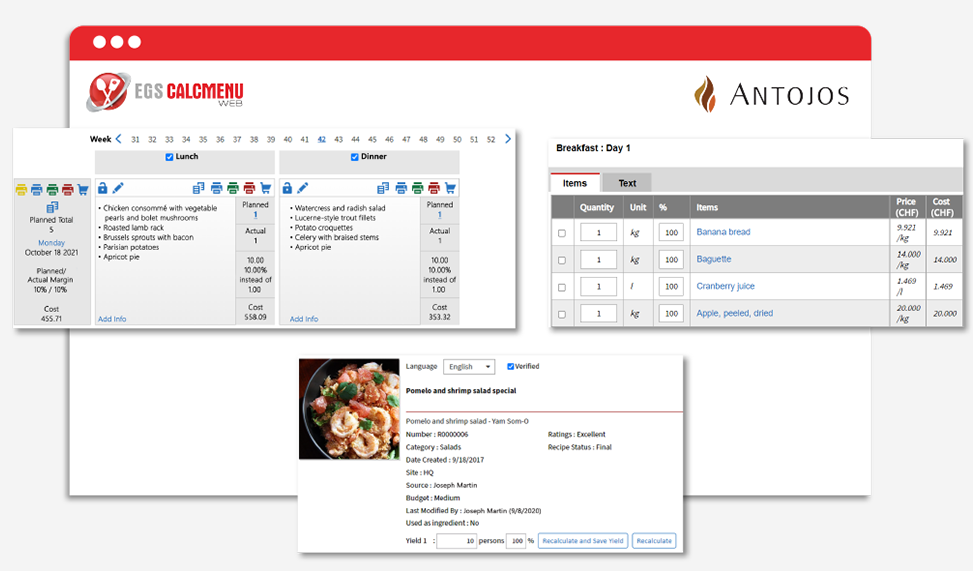 EGS CALCMENU
WEB
ANTOJOS
Week 31 32 33 34 35 36 37 38 39 40 41 42 43 44 45 46 47 48 49 50 51 52
Lunch
Dinner
Planned Total
5
Monday
October 18 2021
Planned/
Actual Margin
10% / 10%
Cost
455.71
• Chicken consommé with vegetable
pearls and bolet mushrooms
• Roasted lamb rack
• Brussels sprouts with bacon
• Parisian potatoes
• Apricot pie
Add Info
Planned
1
Actual
1
10.00
10.00%
instead of
1.00
Cost
558.09
• Watercress and radish salad
• Lucerne-style trout fillets
• Potato croquettes
• Celery with braised stems
• Apricot pie
Add Info
Planned
1
Actual
1
10.00
10.00%
instead of
1.00
Cost
353.32
Breakfast : Day 1
Items Text
Quantity Unit % Items Price (CHF) Cost (CHF)
1 kg 100 Banana bread 9.921 /kg 9.921
1 kg 100 Baguette 14.000 /kg 14.000
1 l 100 Cranberry juice 1.469 /l 1.469
1 kg 100 Apple, peeled, dried 20.000 /kg 20.000
Language English Verified
Pomelo and shrimp salad special
Pomelo and shrimp salad - Yam Som-O
Number : R0000006 Ratings : Excellent
Category : Salads Recipe Status : Final
Date Created : 9/18/2017
Site : HQ
Source : Joseph Martin
Budget : Medium
Last Modified By : Joseph Martin (9/8/2020)
Used as ingredient : No
Yield 1 : 10 persons 100 % Recalculate and Save Yield Recalculate